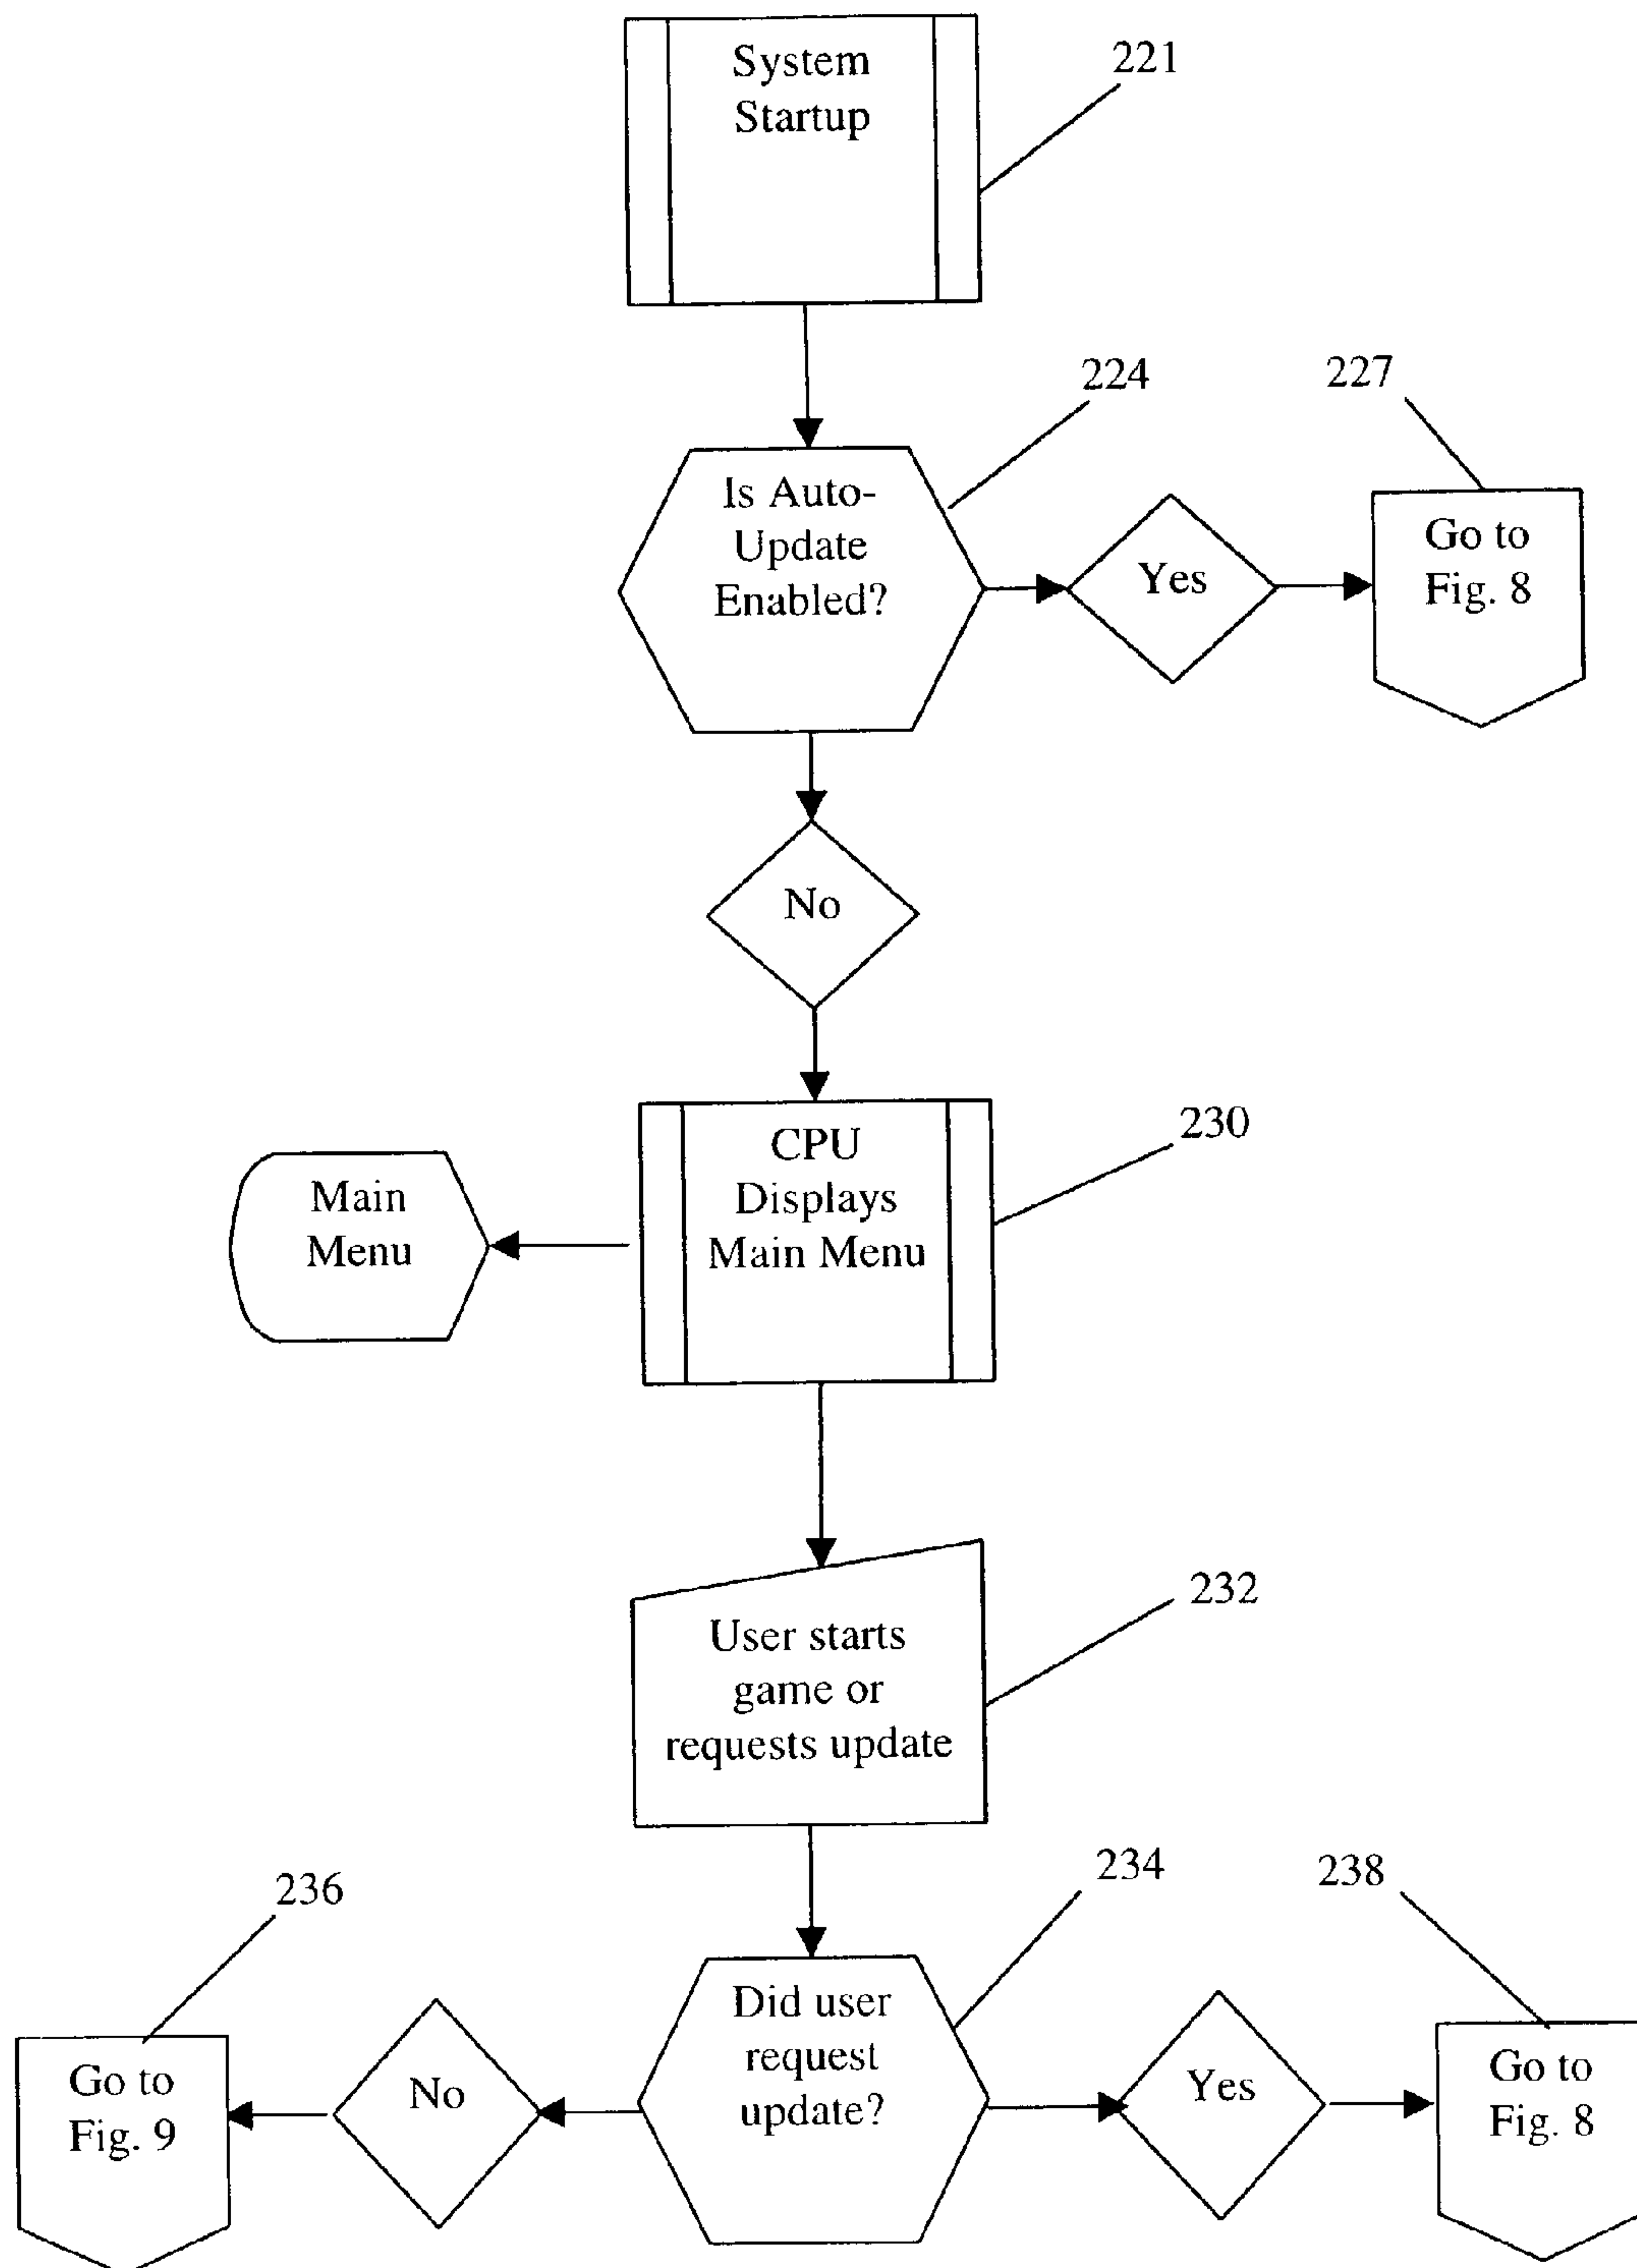 System
Startup
221
224
227
Is Auto-
Update
Enabled?
Yes
Go to
Fig. 8
No
230
CPU
Displays
Main Menu
Main
Menu
232
User starts
game or
requests update
236
234
238
Did user
request
update?
No
Go to
Fig. 9
Yes
Go to
Fig. 8